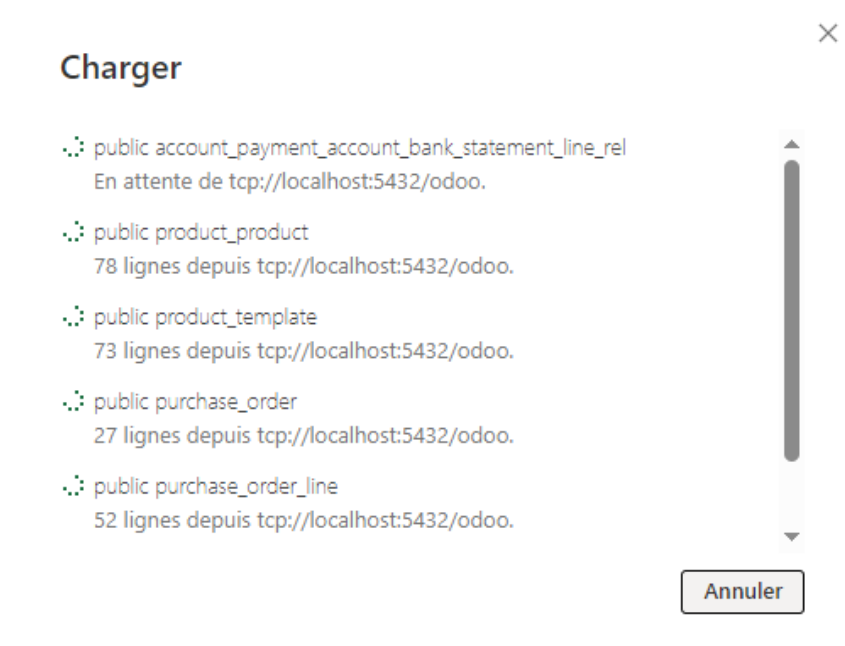 Charger
public account_payment_account_bank_statement_line_rel
En attente de tcp://localhost:5432/odoo.
public product_product
78 lignes depuis tcp://localhost:5432/odoo.
public product_template
73 lignes depuis tcp://localhost:5432/odoo.
public purchase_order
27 lignes depuis tcp://localhost:5432/odoo.
public purchase_order_line
52 lignes depuis tcp://localhost:5432/odoo.
Annuler